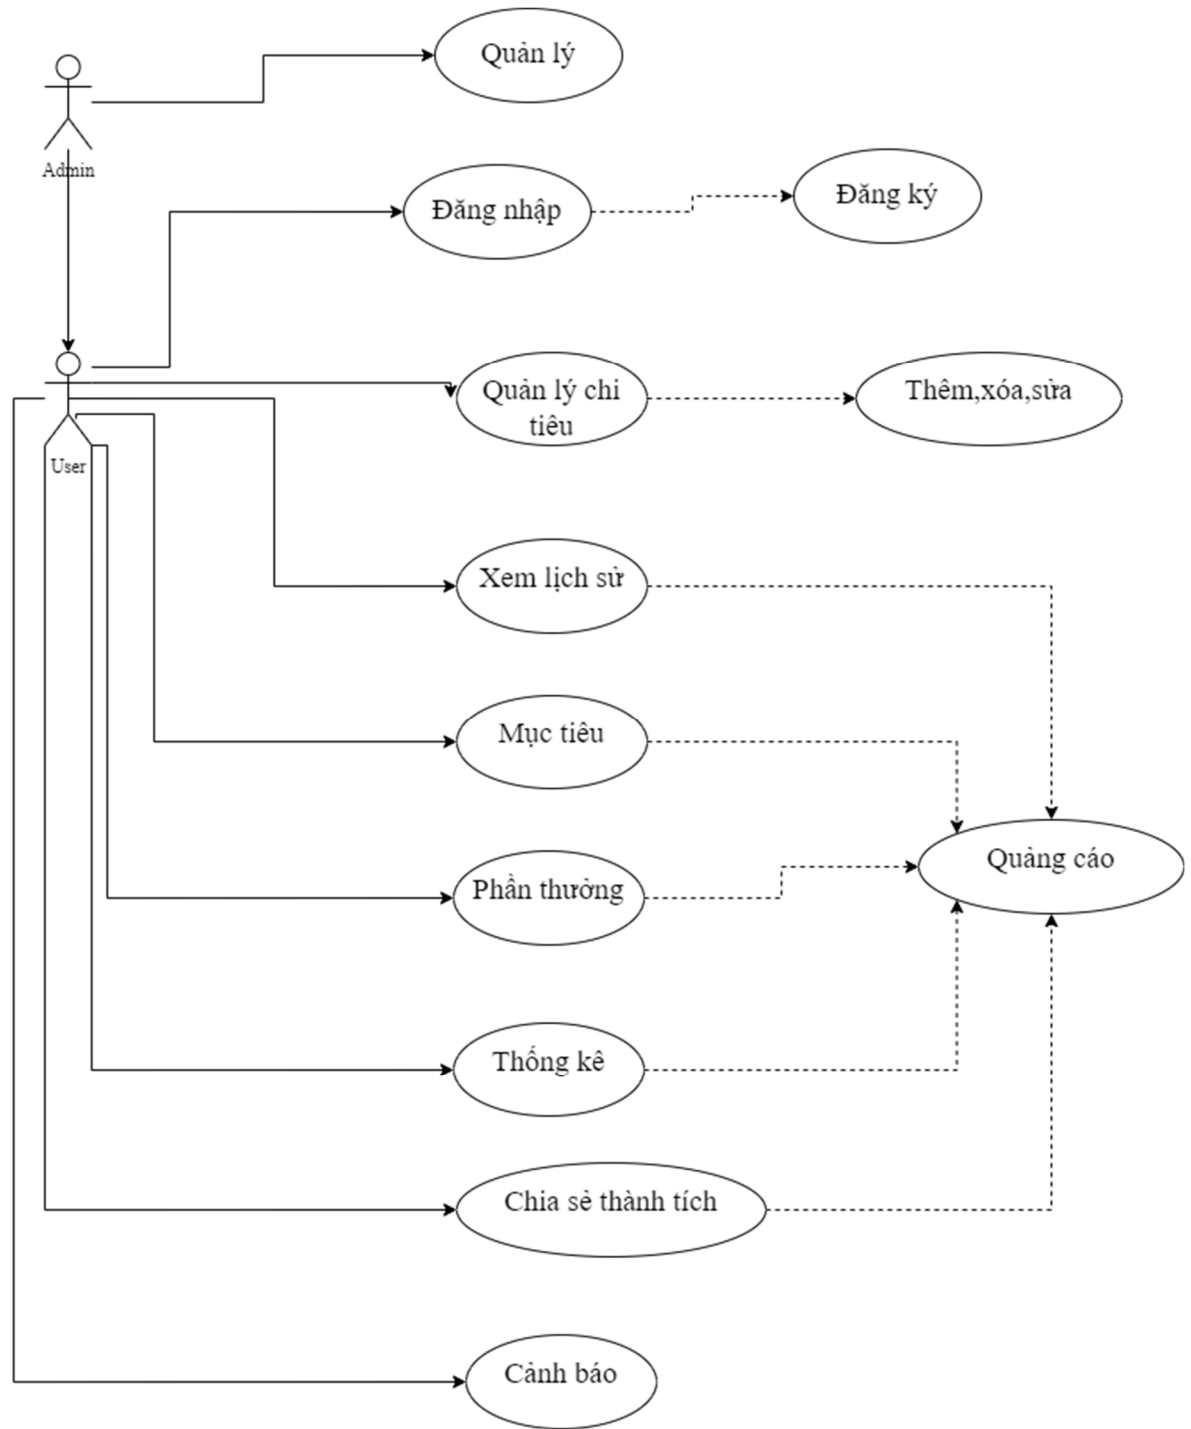 Quản lý
Admin
Đăng nhập
Đăng ký
Quản lý chi
tiêu
Thêm,xóa,sửa
User
Xem lịch sử
Mục tiêu
Quảng cáo
Phần thưởng
Thống kê
Chia sẻ thành tích
Cảnh báo